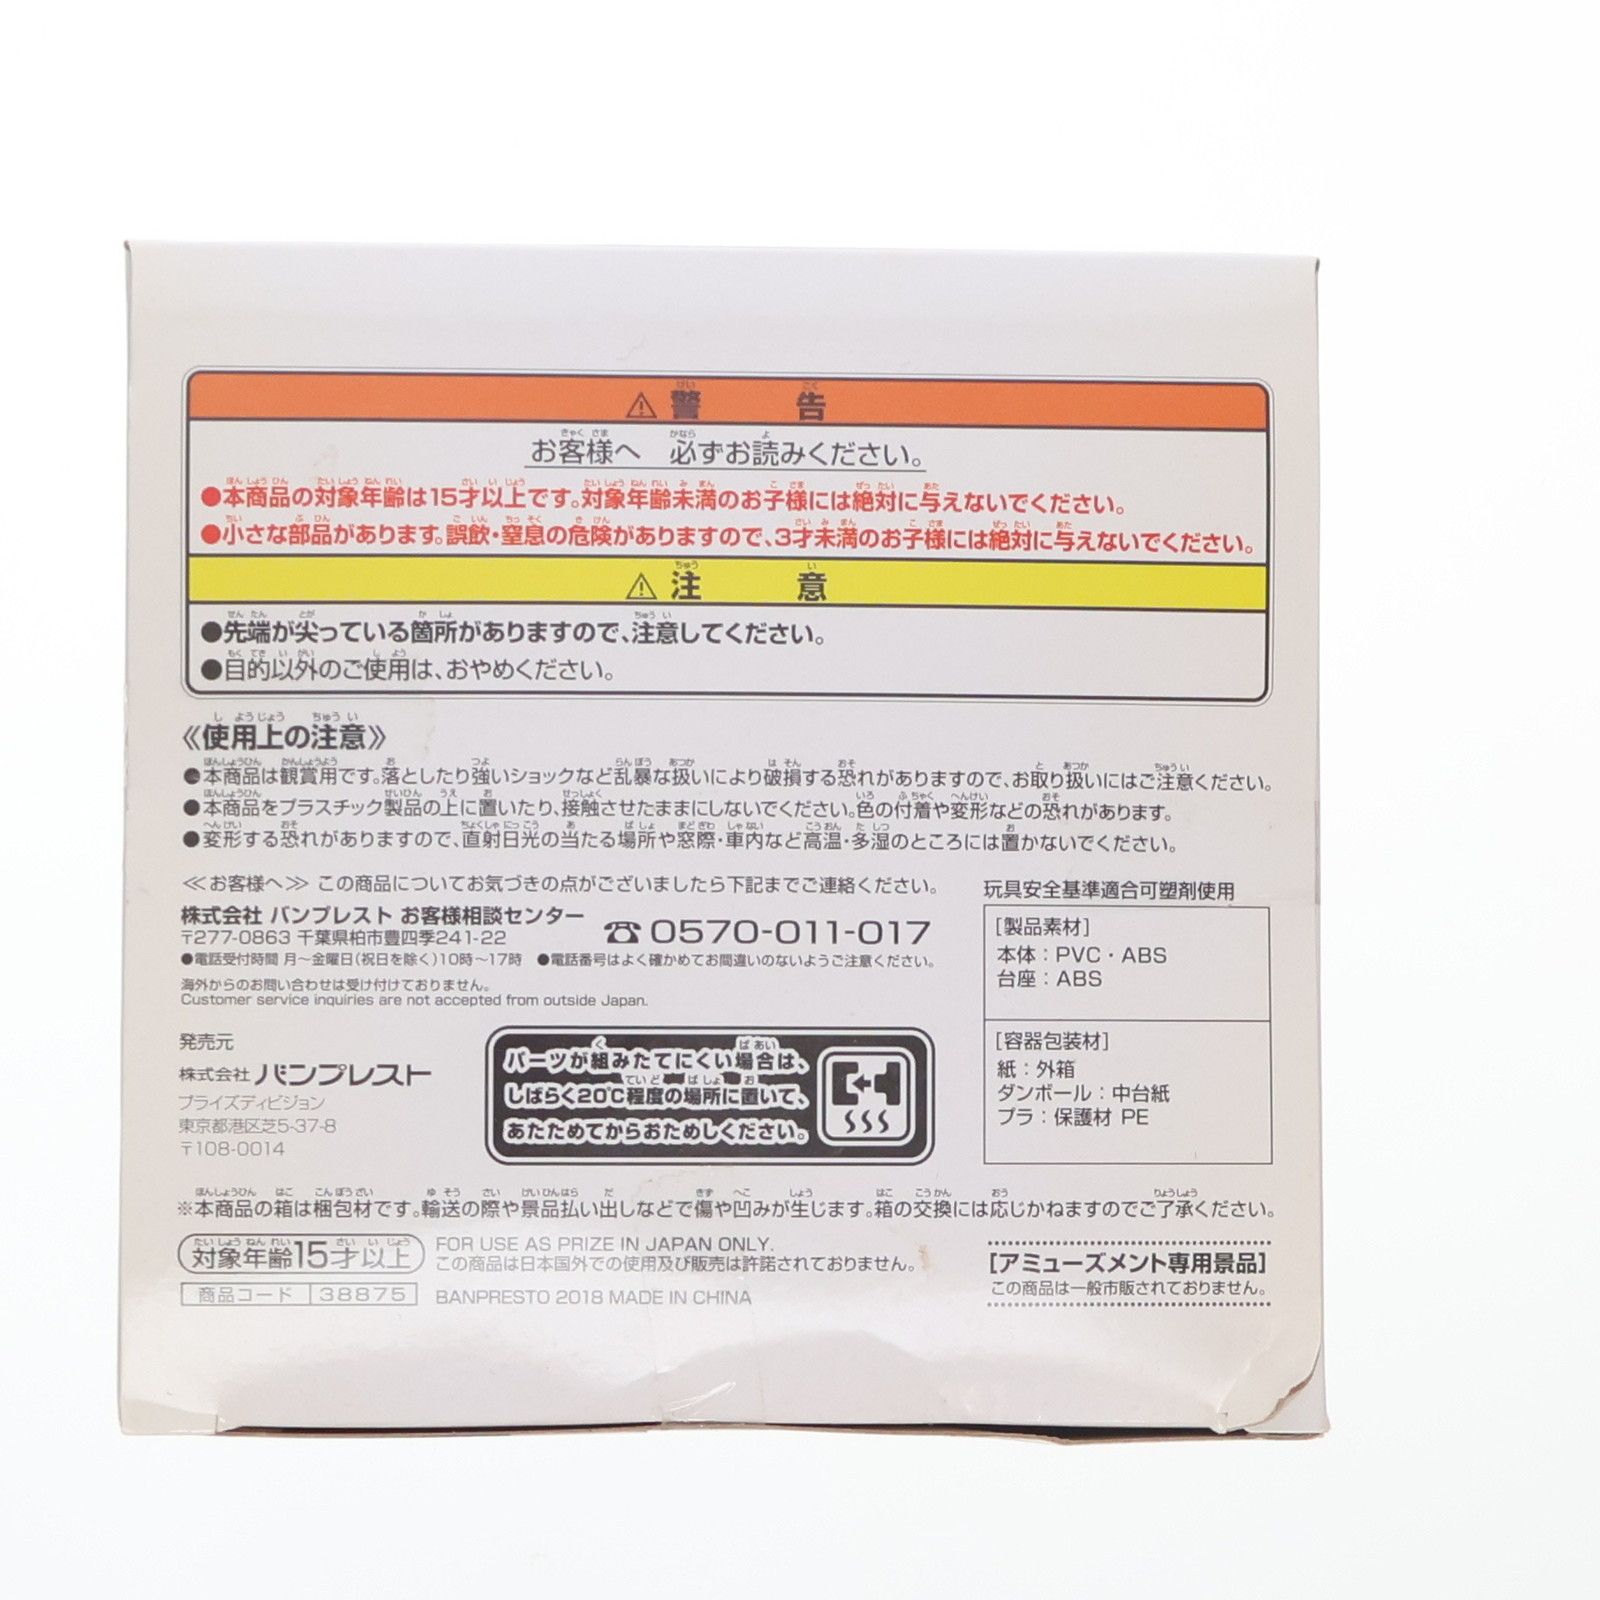 ⚠ 警告
お客様へ 必ずお読みください。
●本商品の対象年齢は15才以上です。対象年齢未満のお子様には絶対に与えないでください。
●小さな部品があります。誤飲・窒息の危険がありますので、3才未満のお子様には絶対に与えないでください。
⚠ 注意
●先端が尖っている箇所がありますので、注意してください。
●目的以外のご使用は、おやめください。
《使用上の注意》
●本商品は観賞用です。落としたり強いショックなど乱暴な扱いにより破損する恐れがありますので、お取り扱いにはご注意ください。
●本商品をプラスチック製品の上に置いたり、接触させたままにしないでください。色の付着や変形などの恐れがあります。
●変形する恐れがありますので、直射日光の当たる場所や窓際・車内など高温・多湿のところには置かないでください。
≪お客様へ≫ この商品についてお気づきの点がございましたら下記までご連絡ください。
株式会社 バンプレスト お客様相談センター
〒277-0863 千葉県柏市豊四季241-22
☎0570-011-017
●電話受付時間 月〜金曜日(祝日を除く)10時〜17時 ●電話番号はよく確かめてお間違いのないようご注意ください。
海外からのお問い合わせは受け付けておりません。
Customer service inquiries are not accepted from outside Japan.
玩具安全基準適合可塑剤使用
[製品素材]
本体：PVC・ABS
台座：ABS
[容器包装材]
紙：外箱
ダンボール：中台紙
プラ：保護材 PE
発売元
株式会社 バンプレスト
プライズディビジョン
東京都港区芝5-37-8
〒108-0014
パーツが組みたてにくい場合は、
しばらく20℃程度の場所に置いて、
あたためてからおためしください。
※本商品の箱は梱包材です。輸送の際や景品払い出しなどで傷や凹みが生じます。箱の交換には応じかねますのでご了承ください。
対象年齢15才以上
商品コード 38875
FOR USE AS PRIZE IN JAPAN ONLY.
この商品は日本国外での使用及び販売は許諾されておりません。
BANPRESTO 2018 MADE IN CHINA
[アミューズメント専用景品]
この商品は一般市販されておりません。